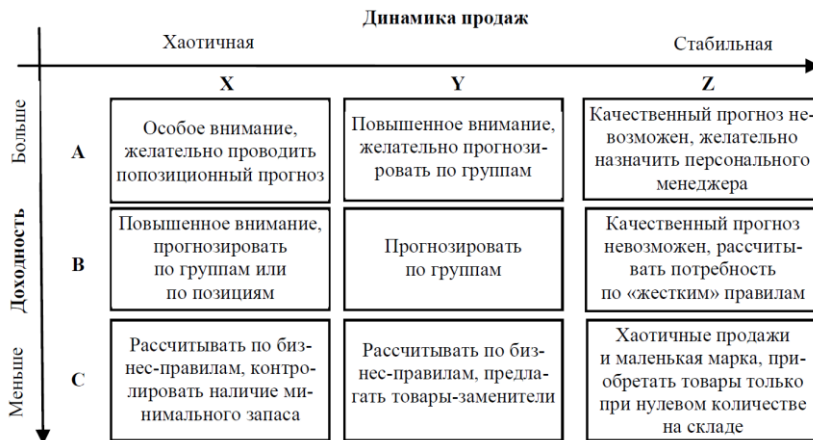 Динамика продаж
Хаотичная
Стабильная
X
Y
Z
Доходность
Больше
Меньше
A
Особое внимание,
желательно проводить
попозиционный прогноз
Повышенное внимание,
желательно прогнози-
ровать по группам
Качественный прогноз не-
возможен, желательно
назначить персонального
менеджера
B
Повышенное внимание,
прогнозировать
по группам или
по позициям
Прогнозировать
по группам
Качественный прогноз
невозможен, рассчиты-
вать потребность
по «жестким» правилам
C
Рассчитывать по биз-
нес-правилам, контро-
лировать наличие ми-
нимального запаса
Рассчитывать по биз-
нес-правилам, предла-
гать товары-заменители
Хаотичные продажи
и маленькая марка, при-
обретать товары только
при нулевом количестве
на складе